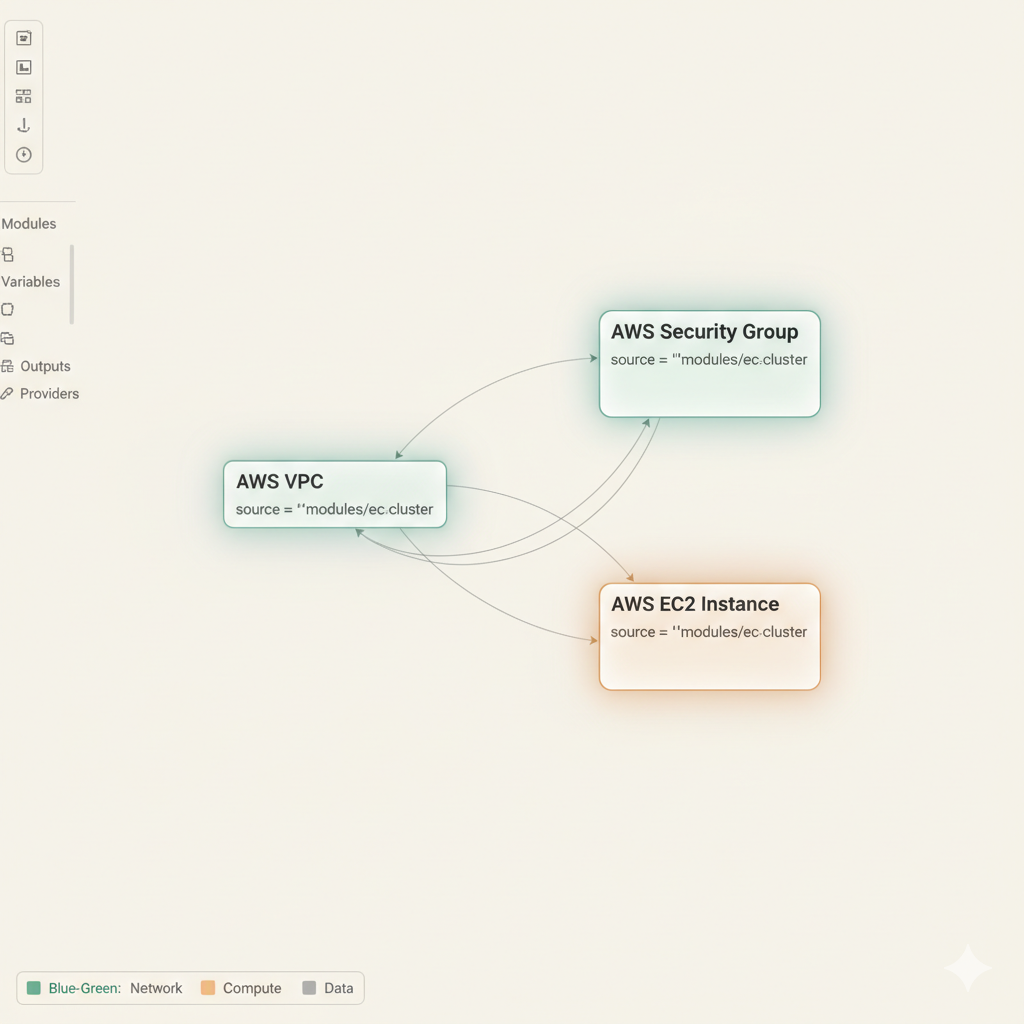 Modules
Variables
Outputs
Providers
AWS Security Group
source = "'modules/ec.cluster
AWS VPC
source = "'modules/ec.cluster
AWS EC2 Instance
source = "'modules/ec.cluster
Blue-Green: Network Compute Data